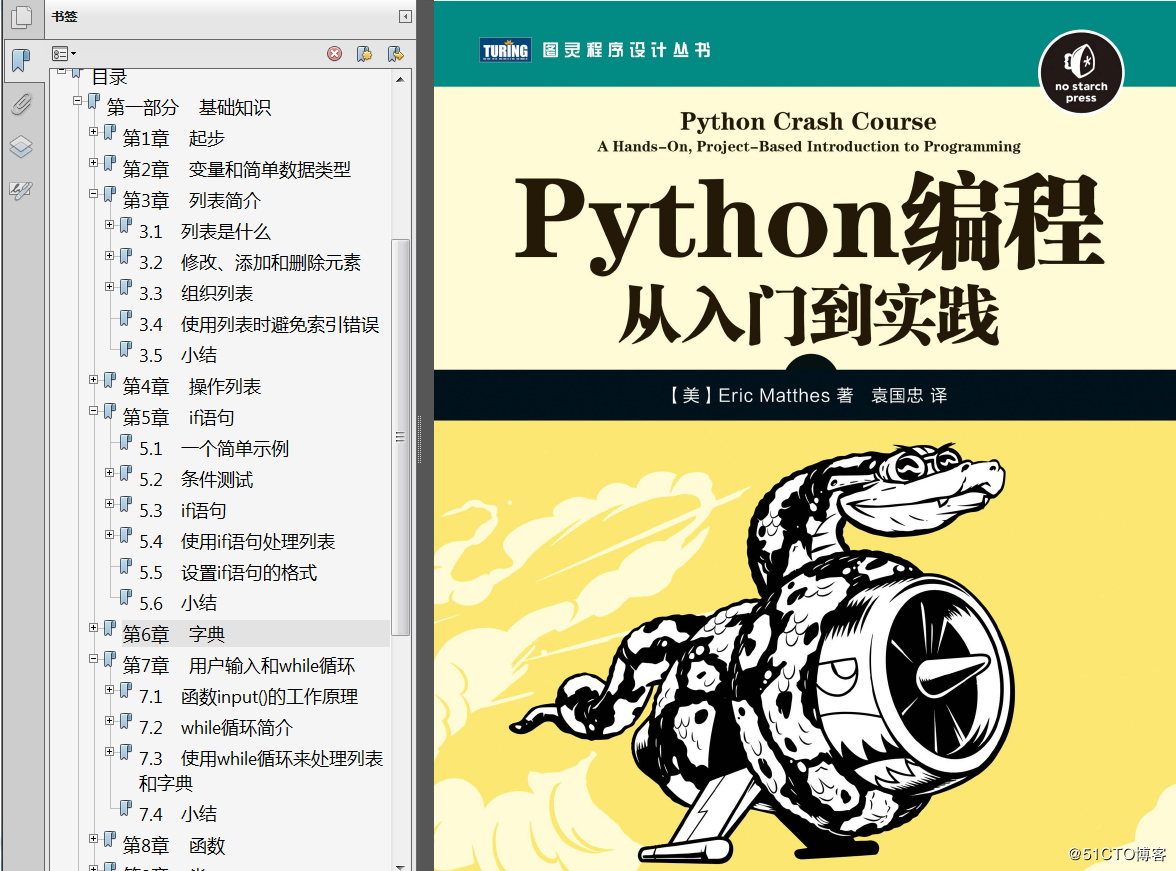 书签
目录
第一部分 基础知识
第1章 起步
第2章 变量和简单数据类型
第3章 列表简介
3.1 列表是什么
3.2 修改、添加和删除元素
3.3 组织列表
3.4 使用列表时避免索引错误
3.5 小结
第4章 操作列表
第5章 if语句
5.1 一个简单示例
5.2 条件测试
5.3 if语句
5.4 使用if语句处理列表
5.5 设置if语句的格式
5.6 小结
第6章 字典
第7章 用户输入和while循环
7.1 函数input()的工作原理
7.2 while循环简介
7.3 使用while循环来处理列表
和字典
7.4 小结
第8章 函数
TURING 图灵程序设计丛书
no starch
press
Python Crash Course
A Hands-On, Project-Based Introduction to Programming
Python编程
从入门到实践
【美】Eric Matthes 著 袁国忠 译
@51CTO博客